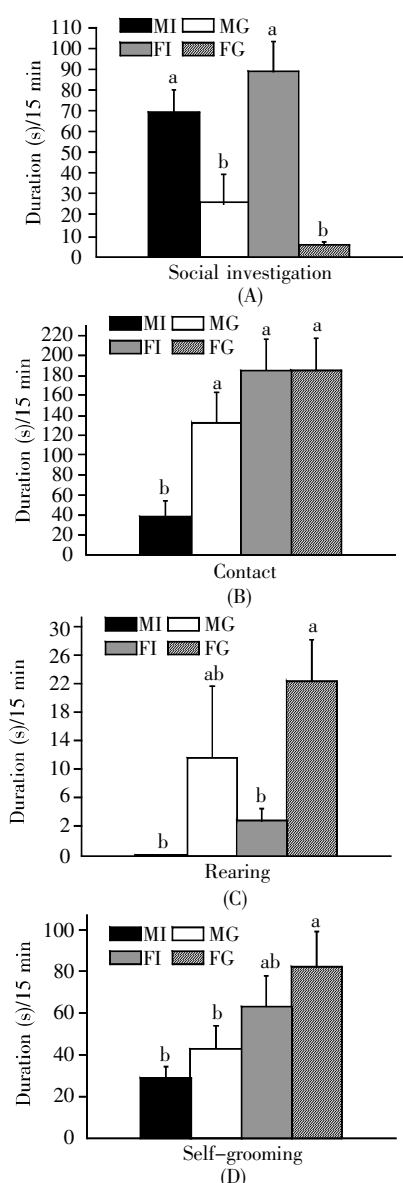 110
100
90
80
70
60
50
40
30
20
10
0
Duration (s)/15 min
MI MG
FI FG
a
b
a
b
Social investigation
(A)
220
200
180
160
140
120
100
80
60
40
20
0
Duration (s)/15 min
MI MG
FI FG
b
a
a
a
Contact
(B)
30
26
22
18
14
10
6
2
0
Duration (s)/15 min
MI MG
FI FG
b
ab
b
a
Rearing
(C)
100
80
60
40
20
0
Duration (s)/15 min
MI MG
FI FG
b
b
ab
a
Self-grooming
(D)